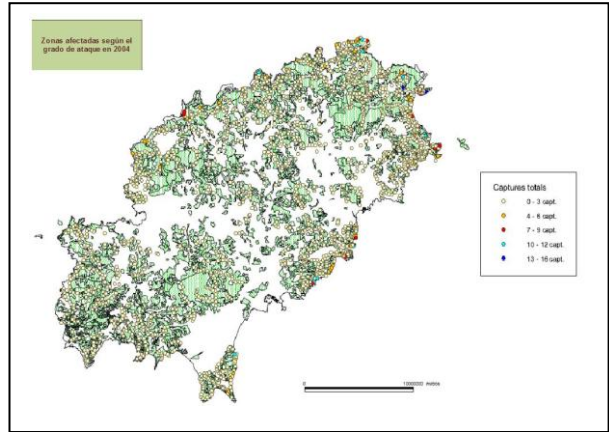 Zonas afectadas según el
grado de ataque en 2004
Captures totals
0 - 3 capt.
4 - 6 capt.
7 - 9 capt.
10 - 12 capt.
13 - 16 capt.
0
metros